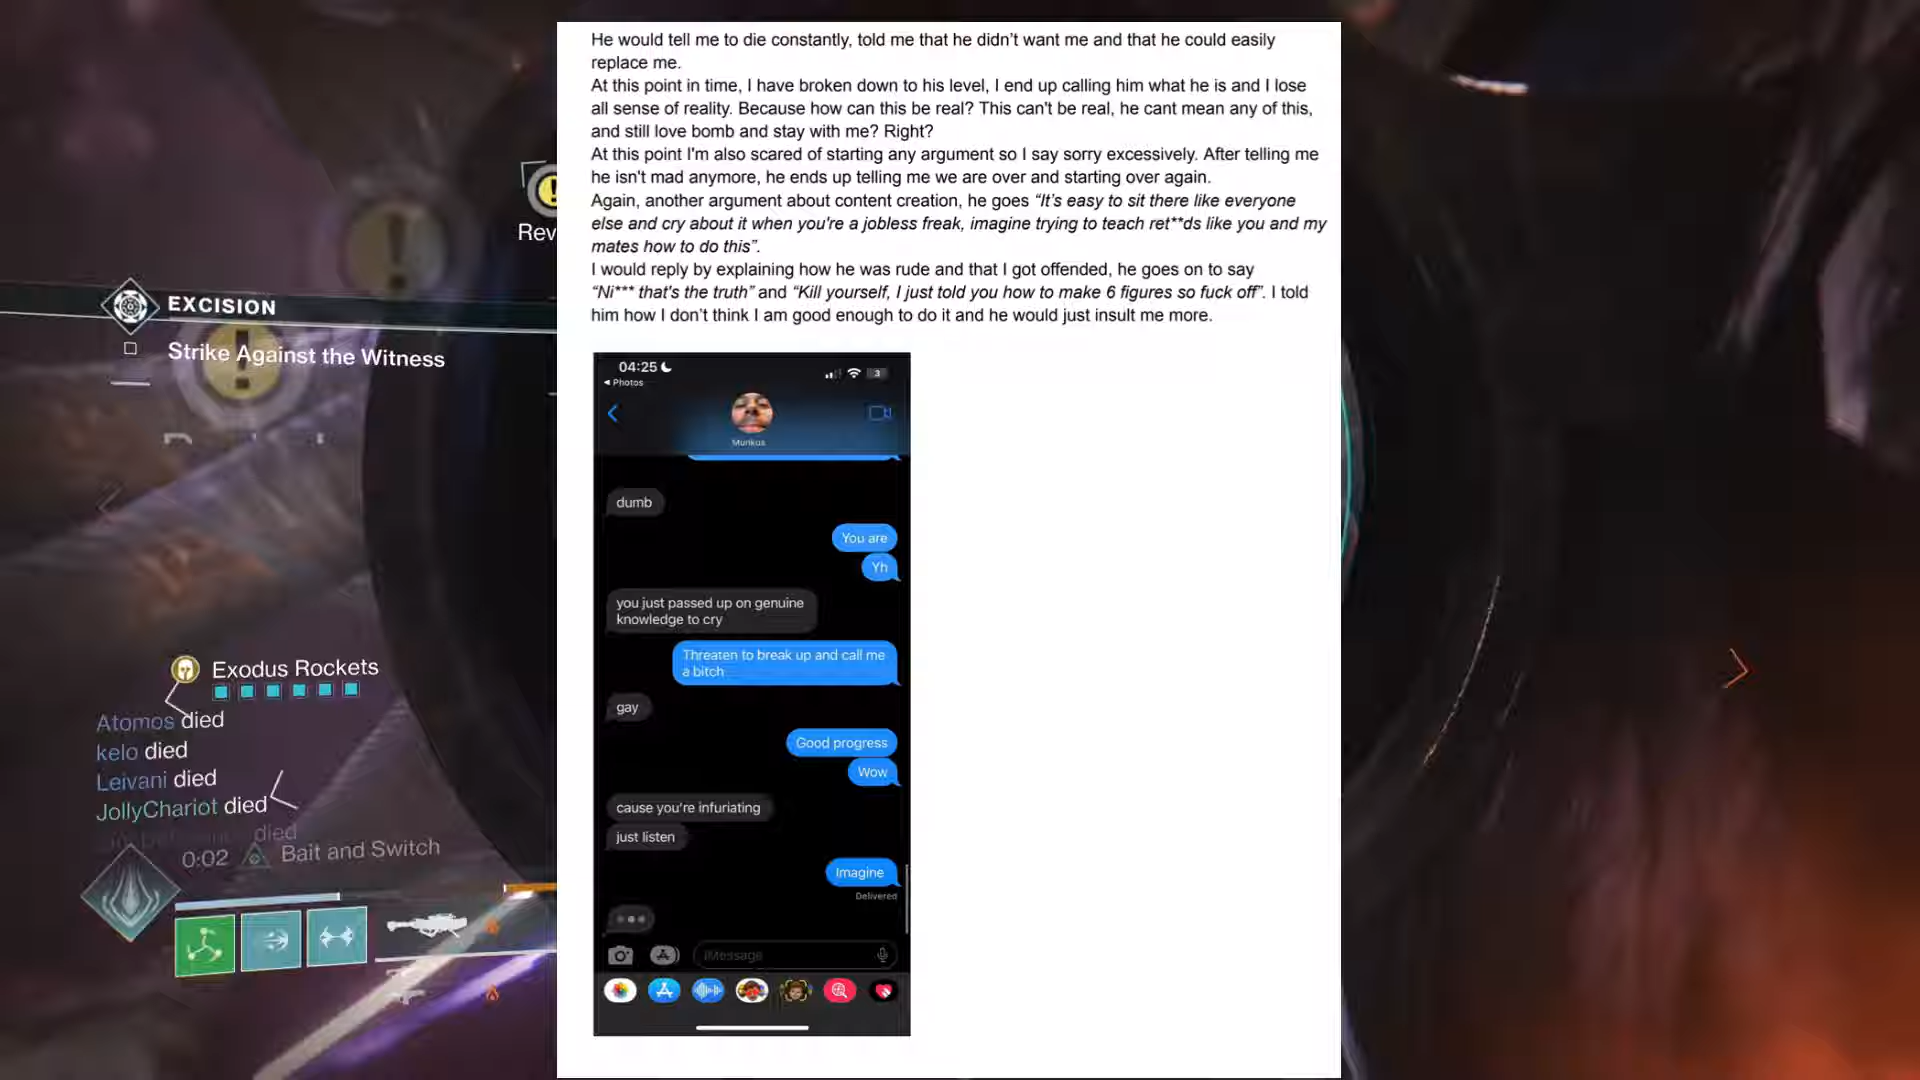 He would tell me to die constantly, told me that he didn’t want me and that he could easily
replace me.
At this point in time, I have broken down to his level, I end up calling him what he is and I lose
all sense of reality. Because how can this be real? This can't be real, he cant mean any of this,
and still love bomb and stay with me? Right?
At this point I'm also scared of starting any argument so I say sorry excessively. After telling me
he isn't mad anymore, he ends up telling me we are over and starting over again.
Again, another argument about content creation, he goes “It’s easy to sit there like everyone
else and cry about it when you're a jobless freak, imagine trying to teach ret**ds like you and my
mates how to do this”.
I would reply by explaining how he was rude and that I got offended, he goes on to say
“Ni*** that's the truth” and “Kill yourself, I just told you how to make 6 figures so fuck off”. I told
him how I don’t think I am good enough to do it and he would just insult me more.
04:25
3
Photos
Munkus
dumb
You are
Yh
you just passed up on genuine
knowledge to cry
Threaten to break up and call me
a bitch
gay
Good progress
Wow
cause you're infuriating
just listen
Imagine
Delivered
iMessage
Rev
EXCISION
Strike Against the Witness
Exodus Rockets
Atomos died
kelo died
Leivani died
JollyChariot died
died
0:02 Bait and Switch